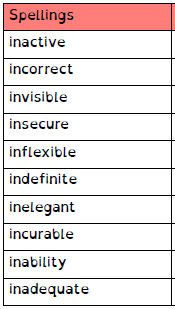 Spellings
inactive
incorrect
invisible
insecure
inflexible
indefinite
inelegant
incurable
inability
inadequate